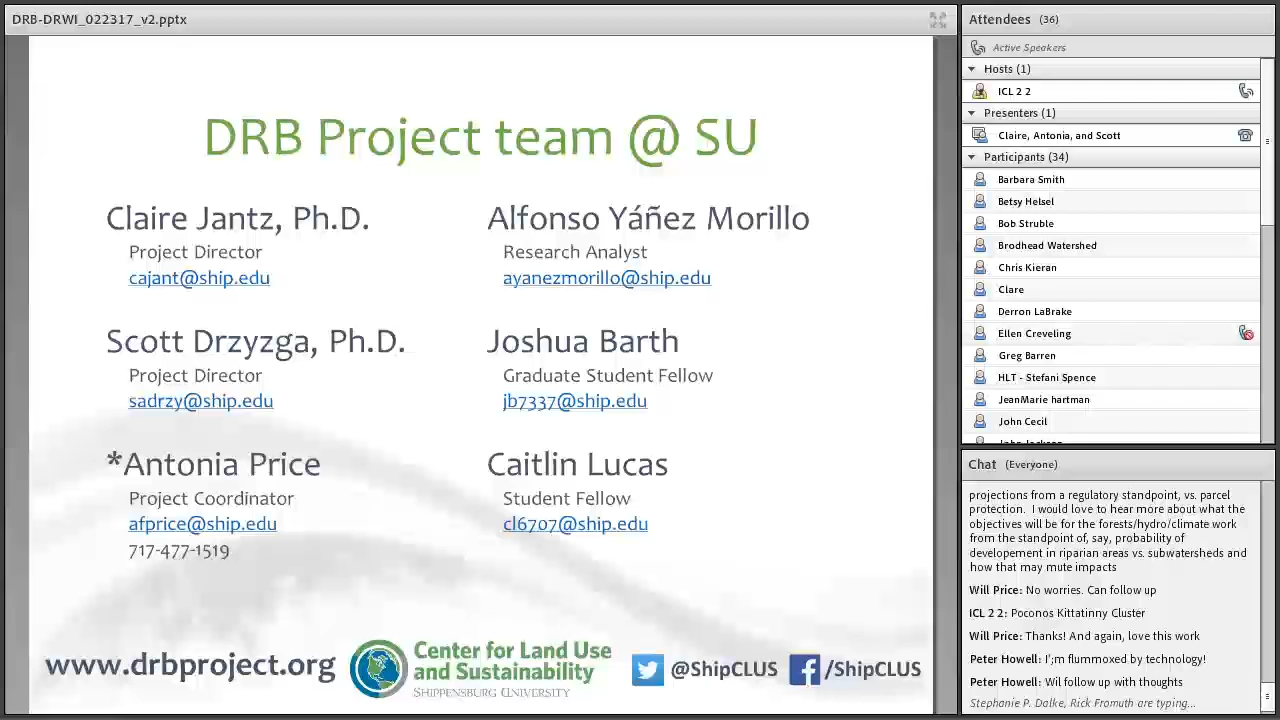 DRB-DRWI_022317_v2.pptx
DRB Project team @ SU
Claire Jantz, Ph.D.
Project Director
cajant@ship.edu
Scott Drzyzga, Ph.D.
Project Director
sadrzy@ship.edu
*Antonia Price
Project Coordinator
afprice@ship.edu
717-477-1519
Alfonso Yáñez Morillo
Research Analyst
ayanezmorillo@ship.edu
Joshua Barth
Graduate Student Fellow
jb7337@ship.edu
Caitlin Lucas
Student Fellow
cl6707@ship.edu
www.drbproject.org
Center for Land Use
and Sustainability
SHIPPENSBURG UNIVERSITY
@ShipCLUS
/ShipCLUS
Attendees (36)
Active Speakers
Hosts (1)
ICL 2 2
Presenters (1)
Claire, Antonia, and Scott
Participants (34)
Barbara Smith
Betsy Helsel
Bob Struble
Brodhead Watershed
Chris Kieran
Clare
Derron LaBrake
Ellen Creveling
Greg Barren
HLT - Stefani Spence
JeanMarie hartman
John Cecil
Chat (Everyone)
projections from a regulatory standpoint, vs. parcel
protection. I would love to hear more about what the
objectives will be for the forests/hydro/climate work
from the standpoint of, say, probability of
developement in riparian areas vs. subwatersheds and
how that may mute impacts
Will Price: No worries. Can follow up
ICL 2 2: Poconos Kittatinny Cluster
Will Price: Thanks! And again, love this work
Peter Howell: I';m flummoxed by technology!
Peter Howell: Wil follow up with thoughts
Stephanie P. Dalke, Rick Fromuth are typing...